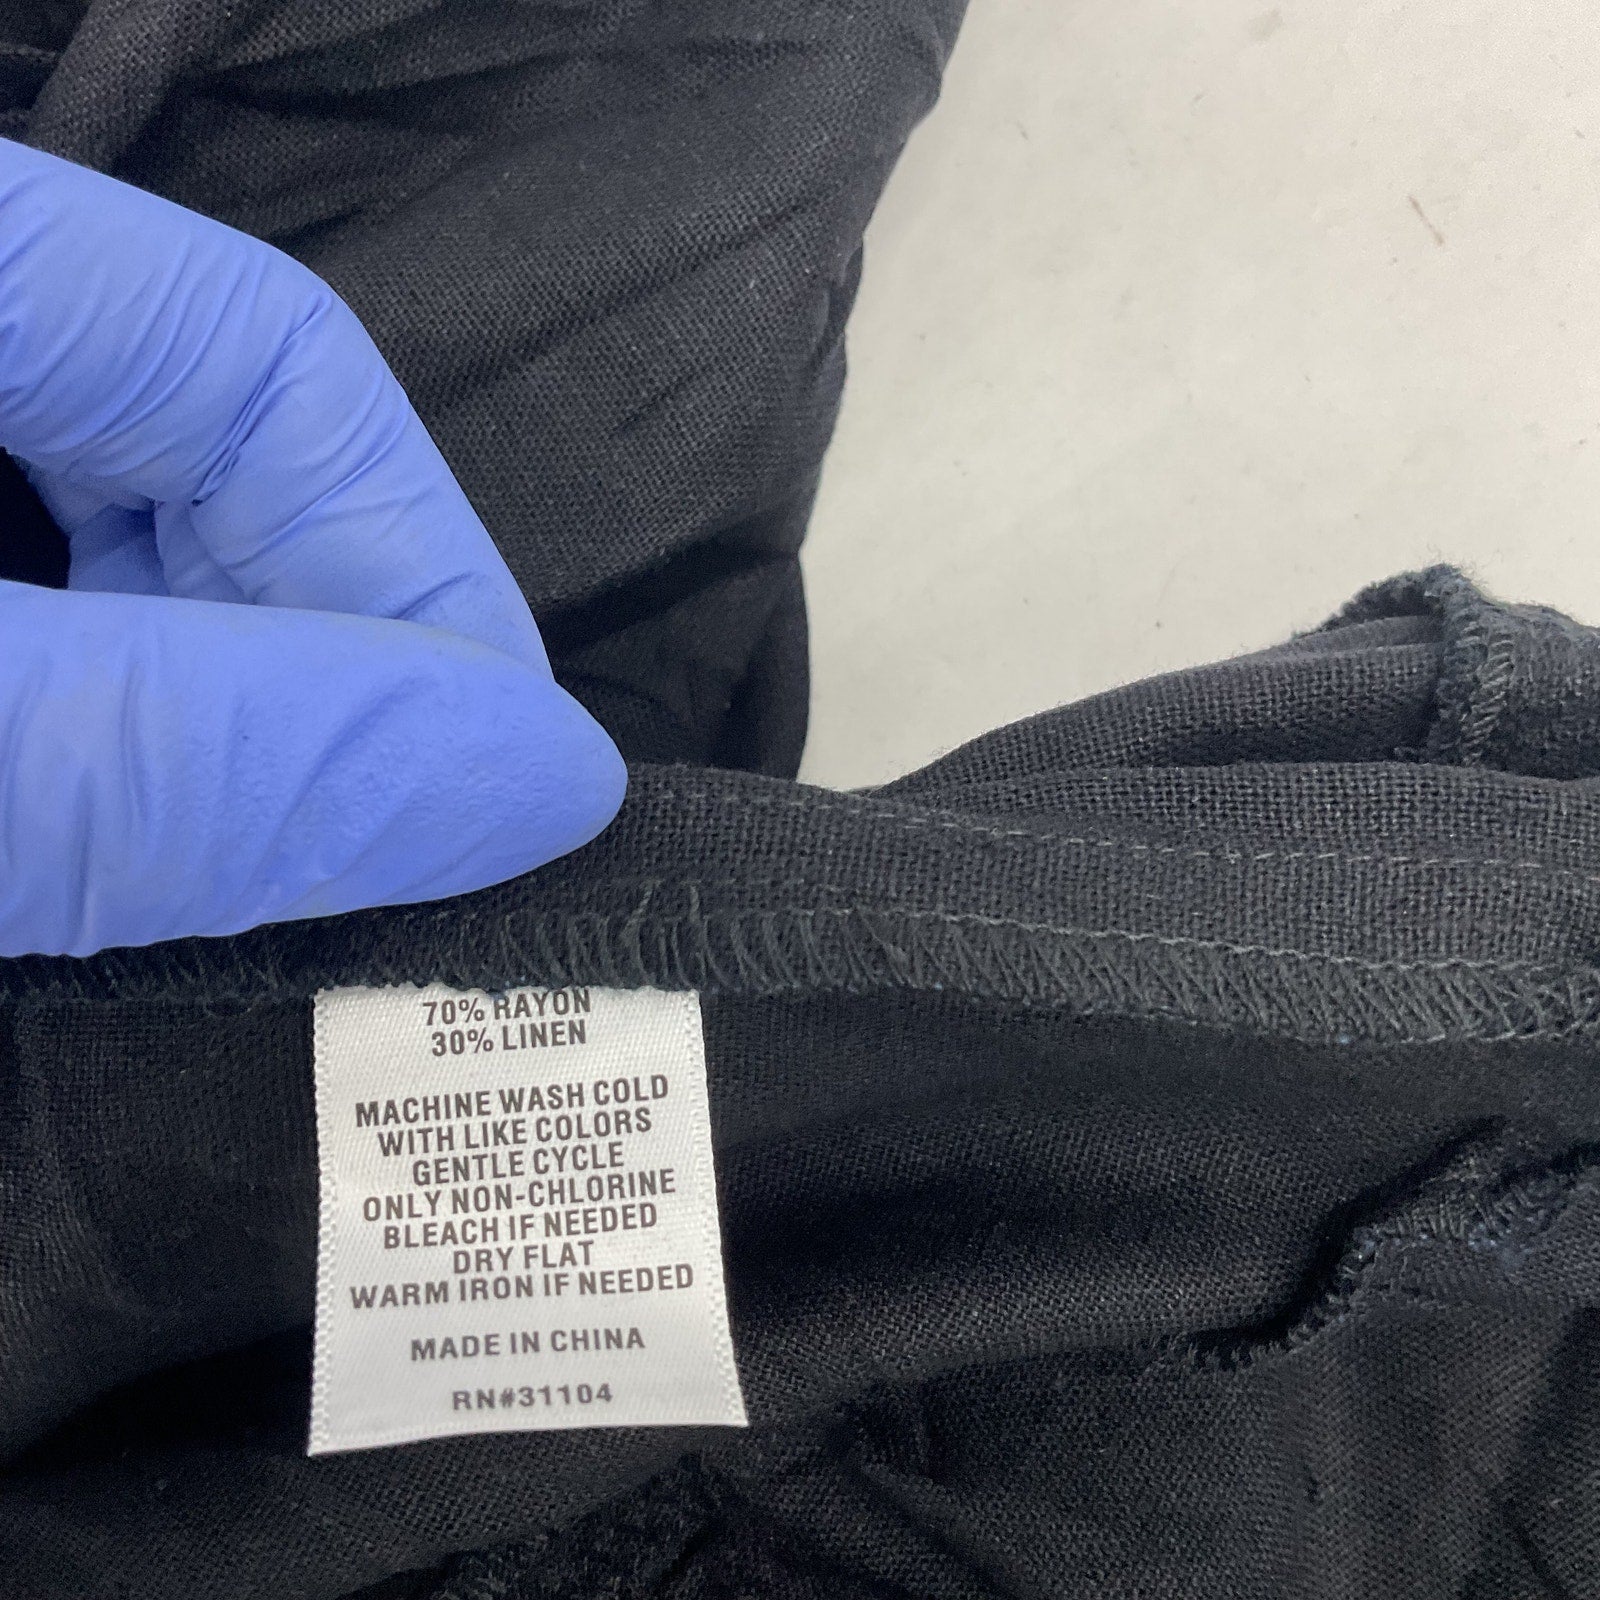 70% RAYON
30% LINEN
MACHINE WASH COLD
WITH LIKE COLORS
GENTLE CYCLE
ONLY NON-CHLORINE
BLEACH IF NEEDED
DRY FLAT
WARM IRON IF NEEDED
MADE IN CHINA
RN#31104